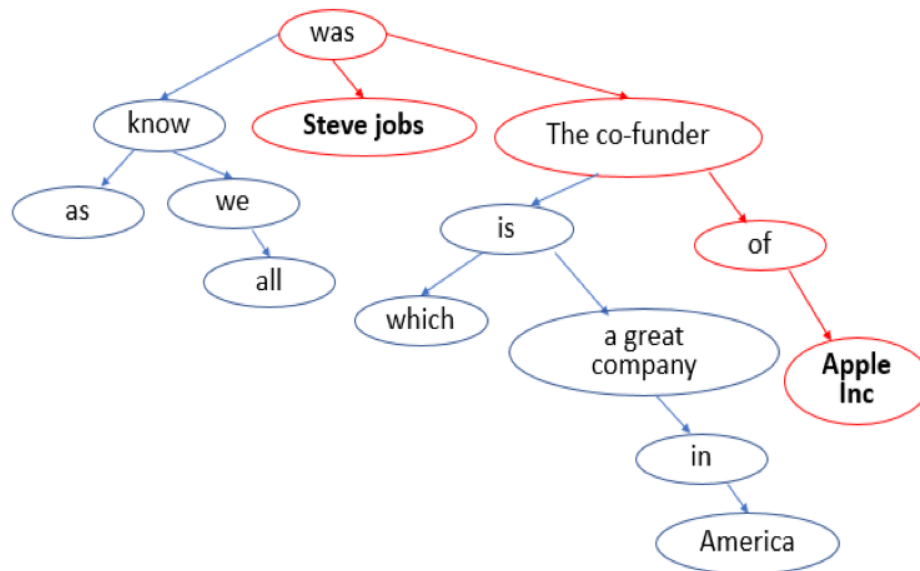 was
know
Steve jobs
The co-funder
as
we
is
of
all
which
a great
company
Apple
Inc
in
America